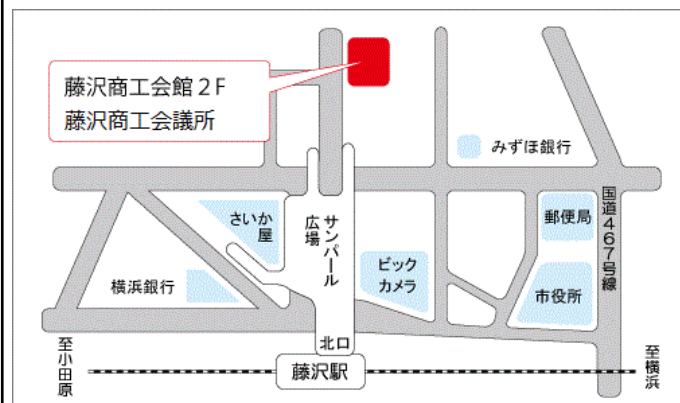 藤沢商工会館２F
藤沢商工会議所
みずほ銀行
さいか
屋
サンパール
広場
郵便局
国道４６７号線
ビック
カメラ
横浜銀行
市役所
北口
至小田原
藤沢駅
至横浜